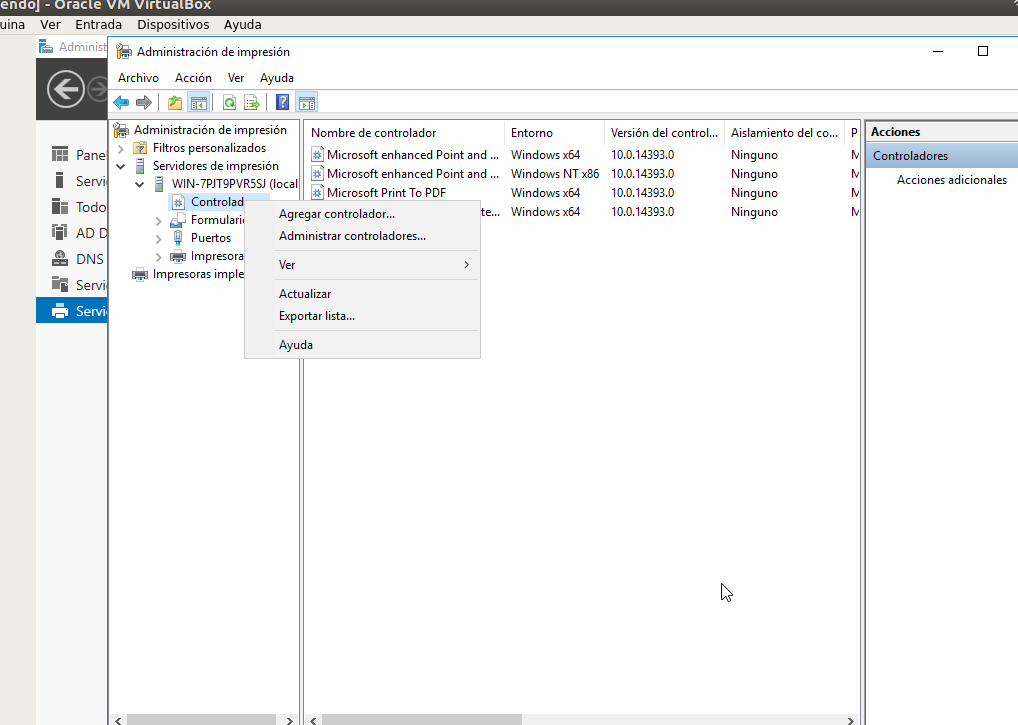 endo] - Oracle VM VirtualBox
uina Ver Entrada Dispositivos Ayuda
Administ
Administración de impresión
Archivo Acción Ver Ayuda
Pane
Servi
Todo
AD D
DNS
Servi
Servi
Administración de impresión
Filtros personalizados
Servidores de impresión
WIN-7PJT9PVR5SJ (local
Controlad
Formulari
Puertos
Impresora
Impresoras imple
Agregar controlador...
Administrar controladores...
Ver
Actualizar
Exportar lista...
Ayuda
Nombre de controlador Entorno Versión del control... Aislamiento del co... P
Microsoft enhanced Point and ... Windows x64 10.0.14393.0 Ninguno M
Microsoft enhanced Point and ... Windows NT x86 10.0.14393.0 Ninguno M
Microsoft Print To PDF Windows x64 10.0.14393.0 Ninguno M
te... Windows x64 10.0.14393.0 Ninguno M
Acciones
Controladores
Acciones adicionales